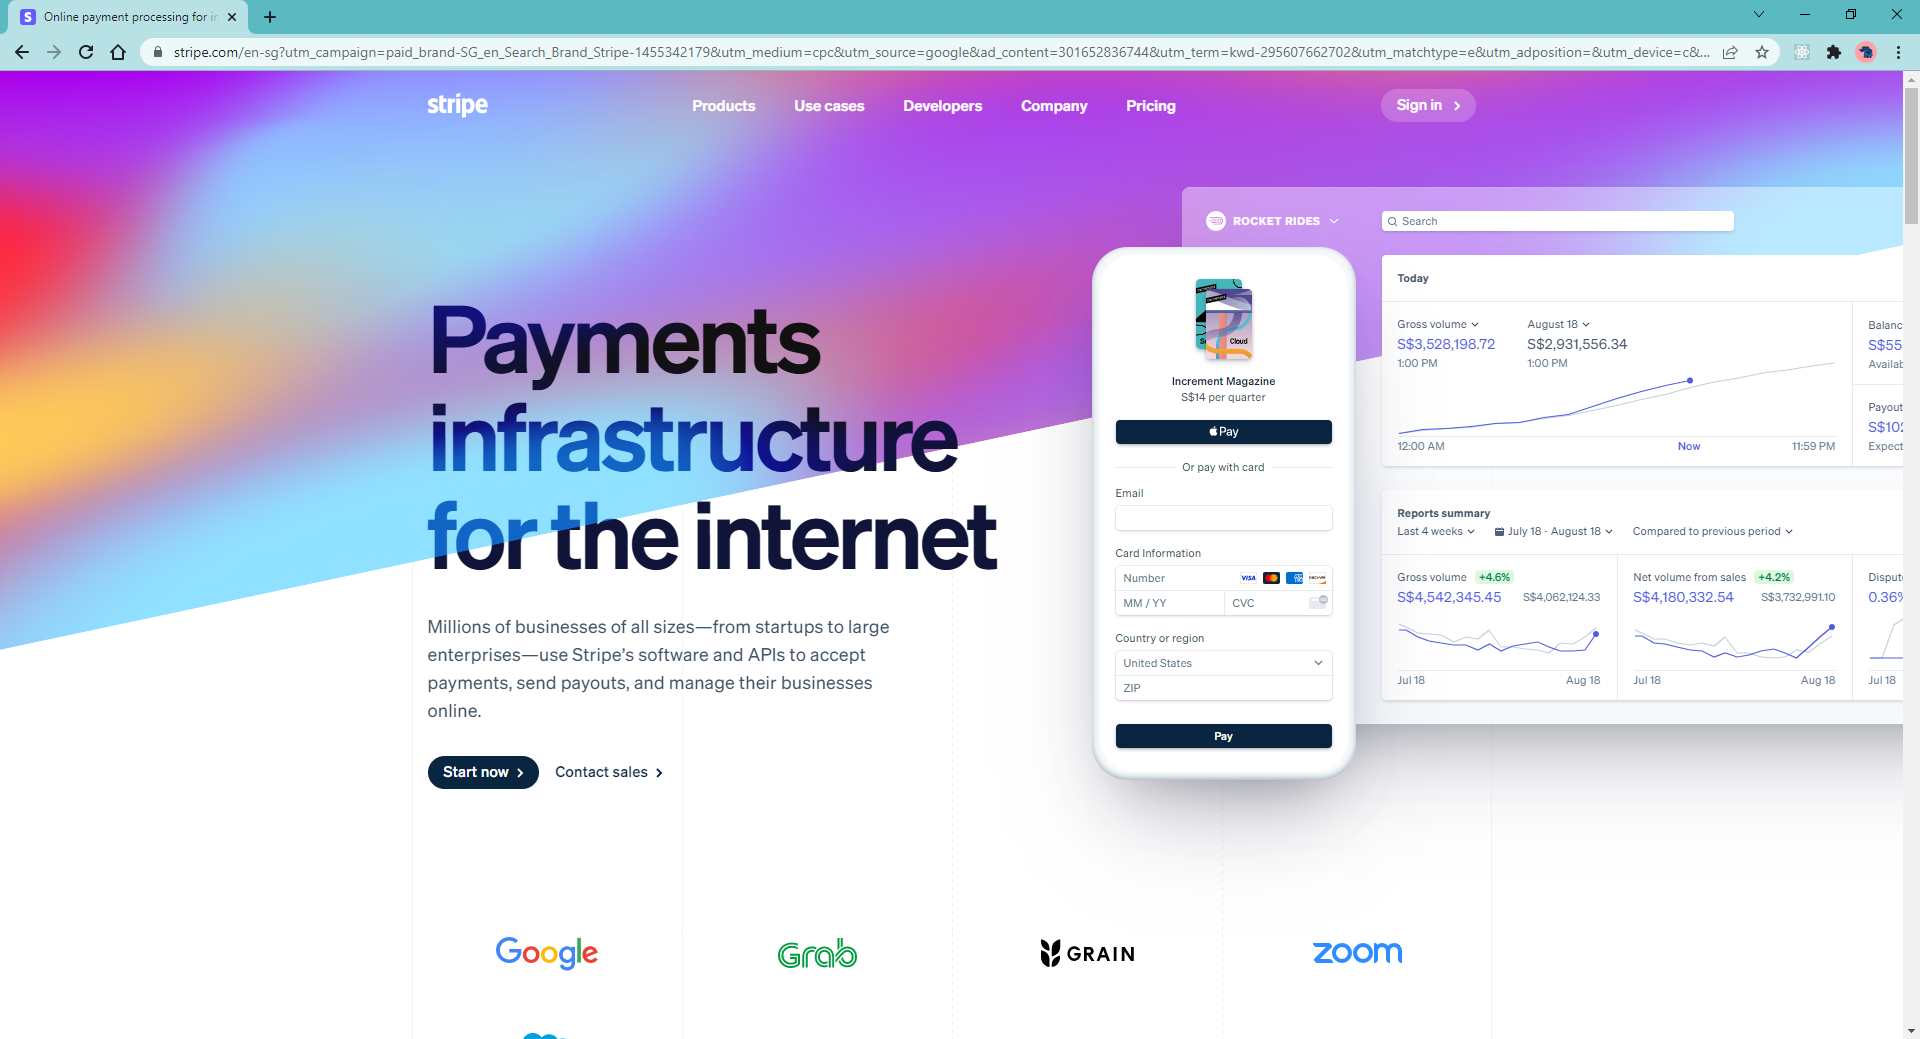 Online payment processing for in
stripe.com/en-sg?utm_campaign=paid_brand-SG_en_Search_Brand_Stripe-1455342179&utm_medium=cpc&utm_source=google&ad_content=301652836744&utm_term=kwd-295607662702&utm_matchtype=e&utm_adposition=&utm_device=c&...
stripe
Products Use cases Developers Company Pricing
Sign in
Payments
infrastructure
for the internet
Millions of businesses of all sizes—from startups to large
enterprises—use Stripe’s software and APIs to accept
payments, send payouts, and manage their businesses
online.
Start now Contact sales
Cloud
Increment Magazine
S$14 per quarter
Pay
Or pay with card
Email
Card Information
Number VISA
MM / YY CVC
Country or region
United States
ZIP
Pay
ROCKET RIDES Search
Today
Gross volume August 18
S$3,528,198.72 S$2,931,556.34
1:00 PM 1:00 PM
12:00 AM Now 11:59 PM
Balanc
S$55
Availab
Payout
S$102
Expect
Reports summary
Last 4 weeks July 18 - August 18 Compared to previous period
Gross volume +4.6% Net volume from sales +4.2% Dispute
S$4,542,345.45 S$4,062,124.33 S$4,180,332.54 S$3,732,991.10 0.36%
Jul 18 Aug 18 Jul 18 Aug 18 Jul 18
Google Grab GRAIN zoom